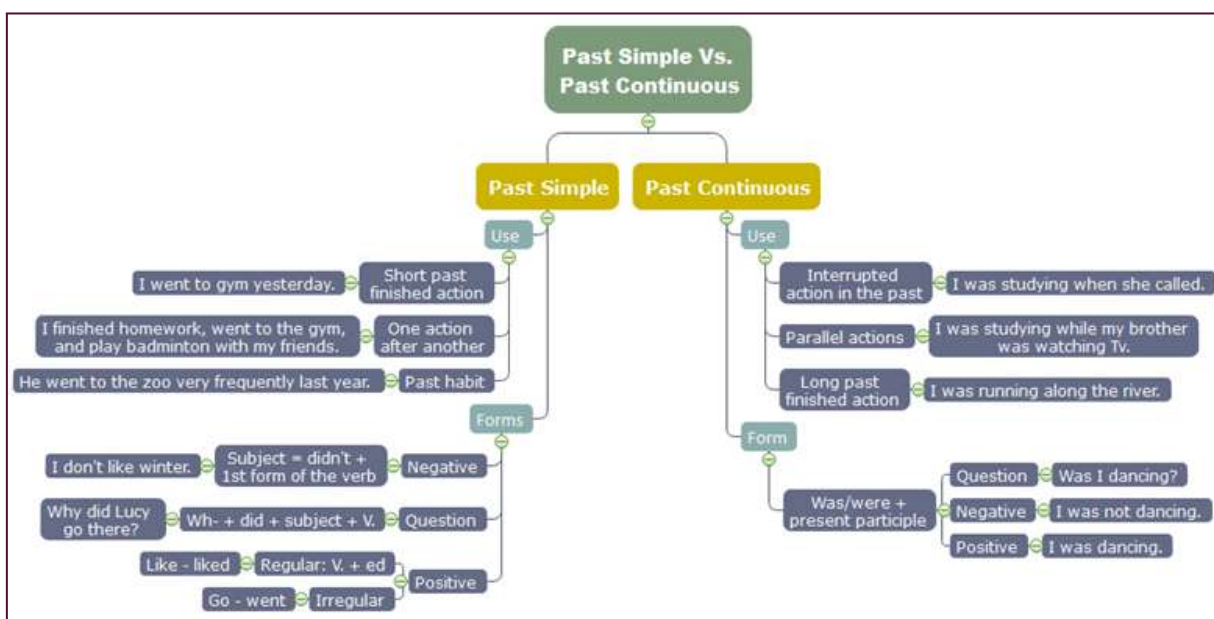 Past Simple Vs.
Past Continuous
Past Simple
Use
Short past
finished action
I went to gym yesterday.
One action
after another
I finished homework, went to the gym,
and play badminton with my friends.
Past habit
He went to the zoo very frequently last year.
Forms
Negative
Subject = didn't +
1st form of the verb
I don't like winter.
Question
Wh- + did + subject + V.
Why did Lucy
go there?
Positive
Regular: V. + ed
Like - liked
Irregular
Go - went
Past Continuous
Use
Interrupted
action in the past
I was studying when she called.
Parallel actions
I was studying while my brother
was watching Tv.
Long past
finished action
I was running along the river.
Form
Was/were +
present participle
Question
Was I dancing?
Negative
I was not dancing.
Positive
I was dancing.